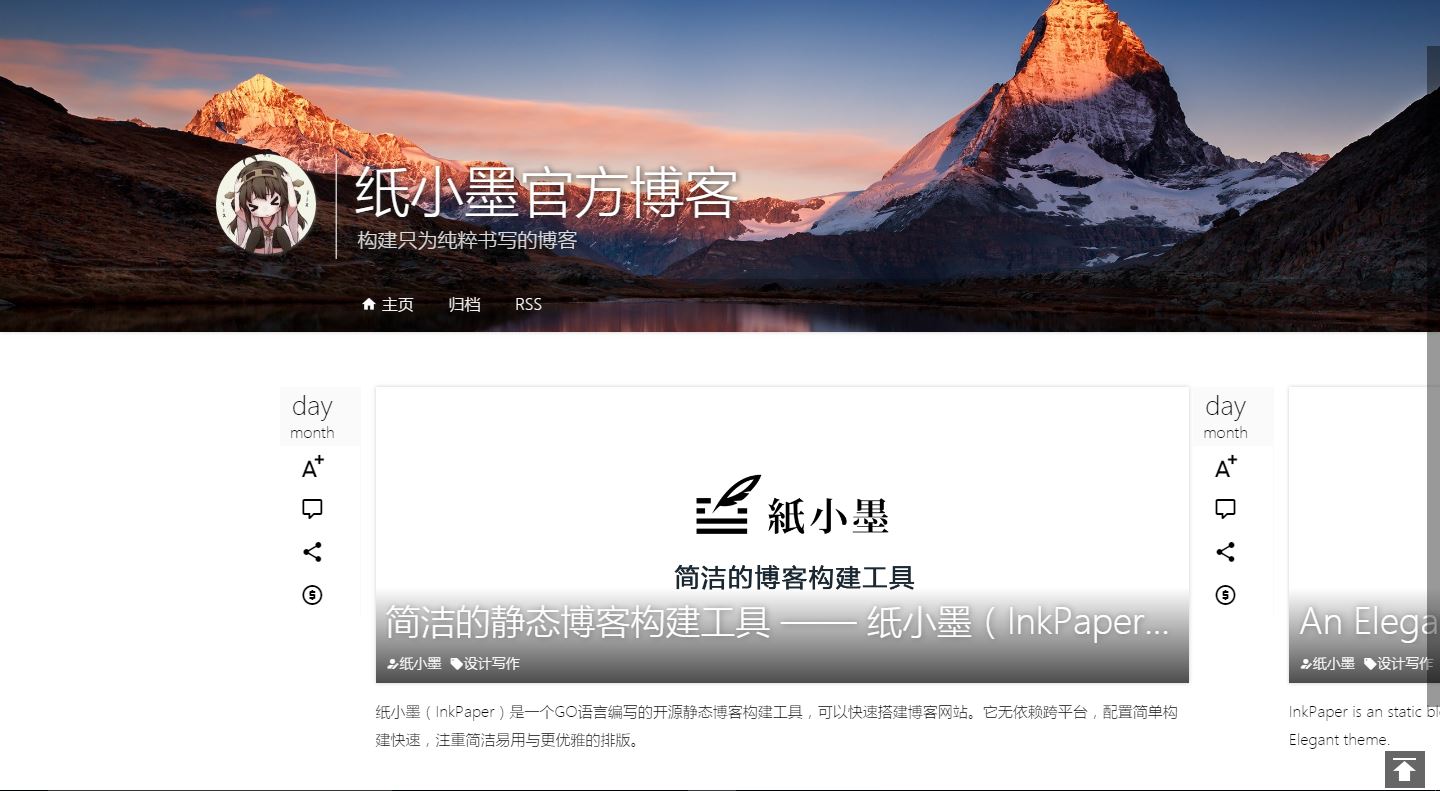 纸小墨官方博客
构建只为纯粹书写的博客
主页 归档 RSS
day
month
A+
紙小墨
简洁的博客构建工具
简洁的静态博客构建工具 —— 纸小墨（InkPaper...
纸小墨 设计写作
纸小墨（InkPaper）是一个GO语言编写的开源静态博客构建工具，可以快速搭建博客网站。它无依赖跨平台，配置简单构
建快速，注重简洁易用与更优雅的排版。
day
month
A+
An Elega
纸小墨 设计写作
InkPaper is an static bl
Elegant theme.